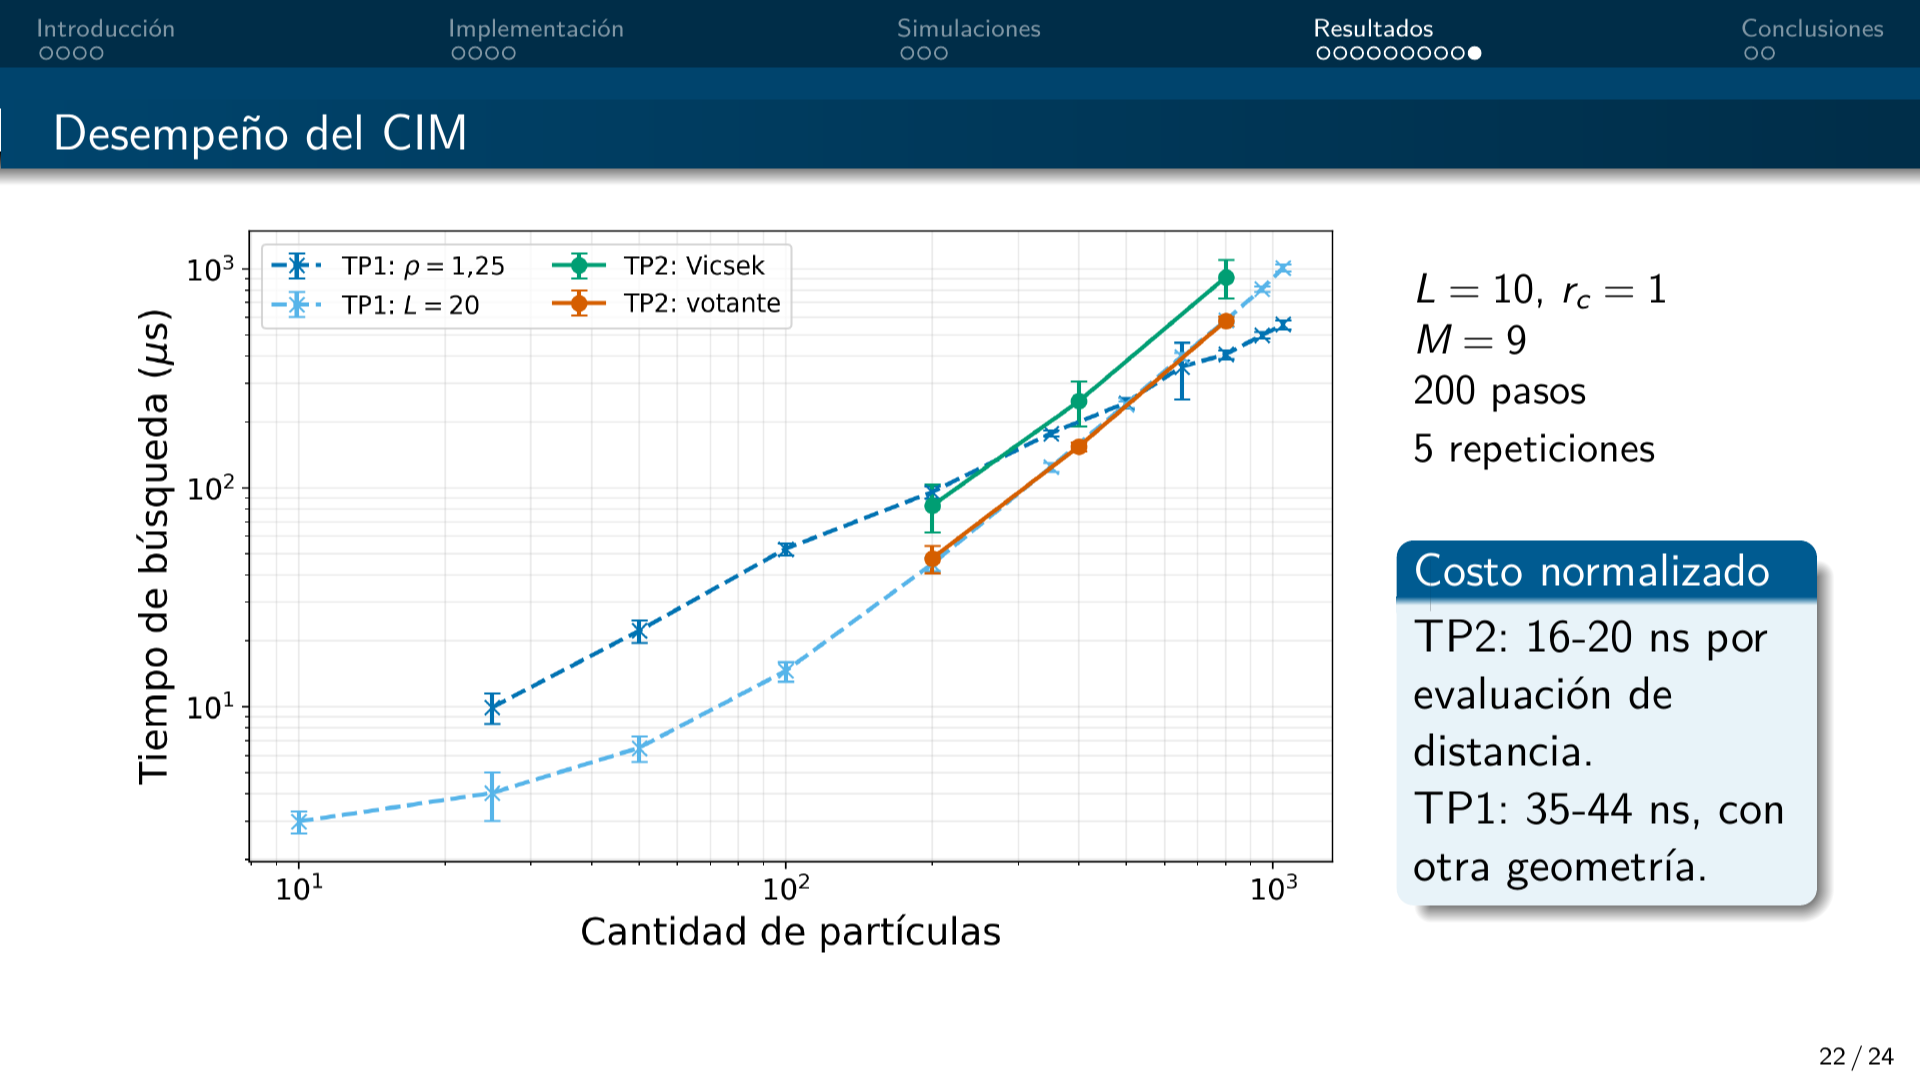 Introducción
Implementación
Simulaciones
Resultados
Conclusiones
Desempeño del CIM
TP1: ρ = 1,25
TP1: L = 20
TP2: Vicsek
TP2: votante
Tiempo de búsqueda (μs)
10³
10²
10¹
10¹
10²
10³
Cantidad de partículas
L = 10, r_c = 1
M = 9
200 pasos
5 repeticiones
Costo normalizado
TP2: 16-20 ns por
evaluación de
distancia.
TP1: 35-44 ns, con
otra geometría.
22 / 24